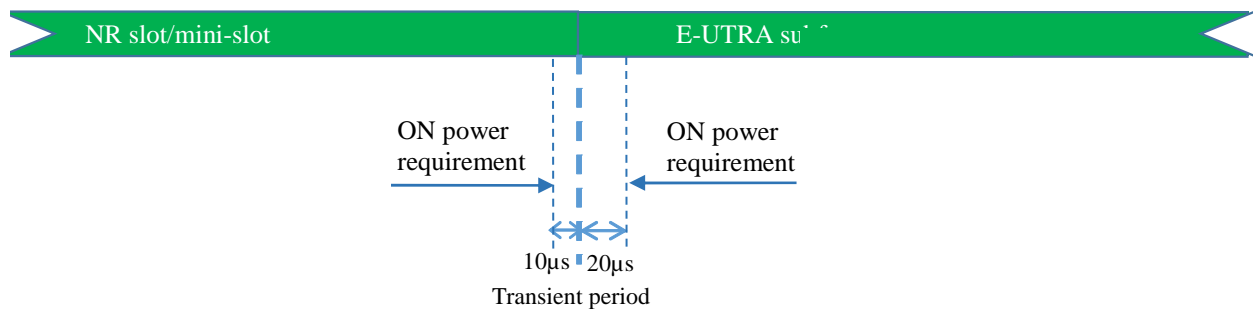 NR slot/mini-slot
E-UTRA
ON power
requirement
ON power
requirement
10µs
20µs
Transient period